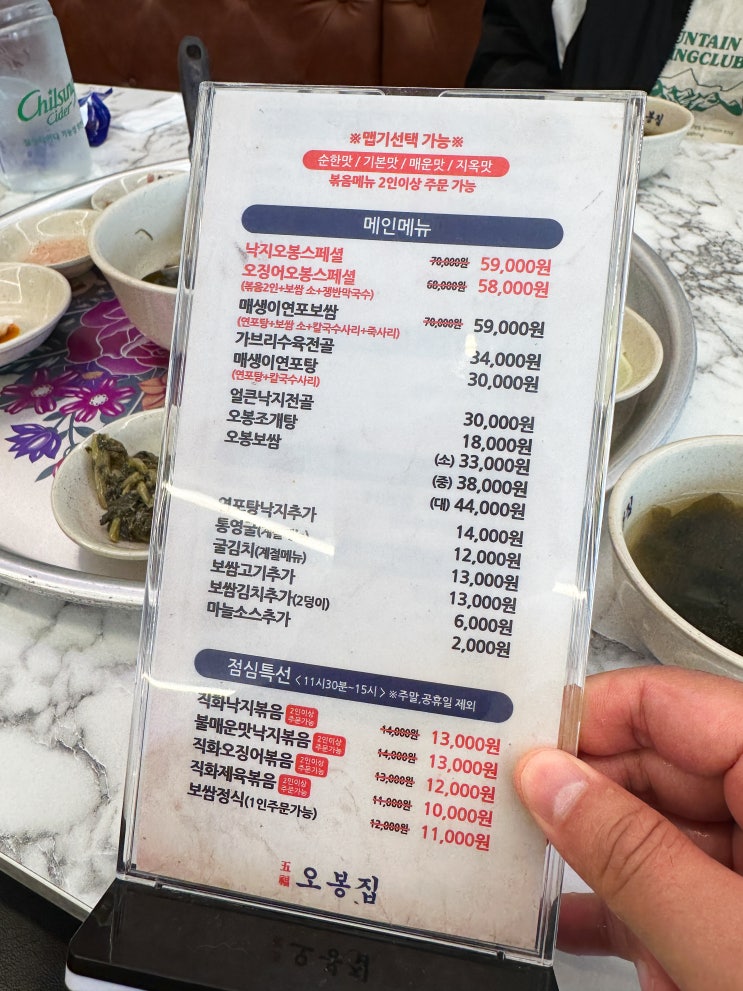 Chilsung
Cider
UNTAIN
NGCLUB
※맵기선택 가능※
순한맛 / 기본맛 / 매운맛 / 지옥맛
볶음메뉴 2인이상 주문 가능
메인메뉴
낙지오봉스페셜 70,000원 59,000원
오징어오봉스페셜 68,000원 58,000원
(볶음2인+보쌈 소+쟁반막국수)
매생이연포보쌈 70,000원 59,000원
(연포탕+보쌈 소+칼국수사리+죽사리)
가브리수육전골 34,000원
매생이연포탕 30,000원
(연포탕+칼국수사리)
얼큰낙지전골 30,000원
오봉조개탕 18,000원
오봉보쌈 (소) 33,000원
(중) 38,000원
(대) 44,000원
연포탕낙지추가 14,000원
통영굴(계절메뉴) 12,000원
굴김치(계절메뉴) 13,000원
보쌈고기추가 13,000원
보쌈김치추가(2덩이) 6,000원
마늘소스추가 2,000원
점심특선 < 11시30분~15시 > ※주말,공휴일 제외
직화낙지볶음 2인이상 주문가능 14,000원 13,000원
불매운맛낙지볶음 2인이상 주문가능 14,000원 13,000원
직화오징어볶음 2인이상 주문가능 13,000원 12,000원
직화제육볶음 2인이상 주문가능 11,000원 10,000원
보쌈정식(1인주문가능) 12,000원 11,000원
五福 오봉집